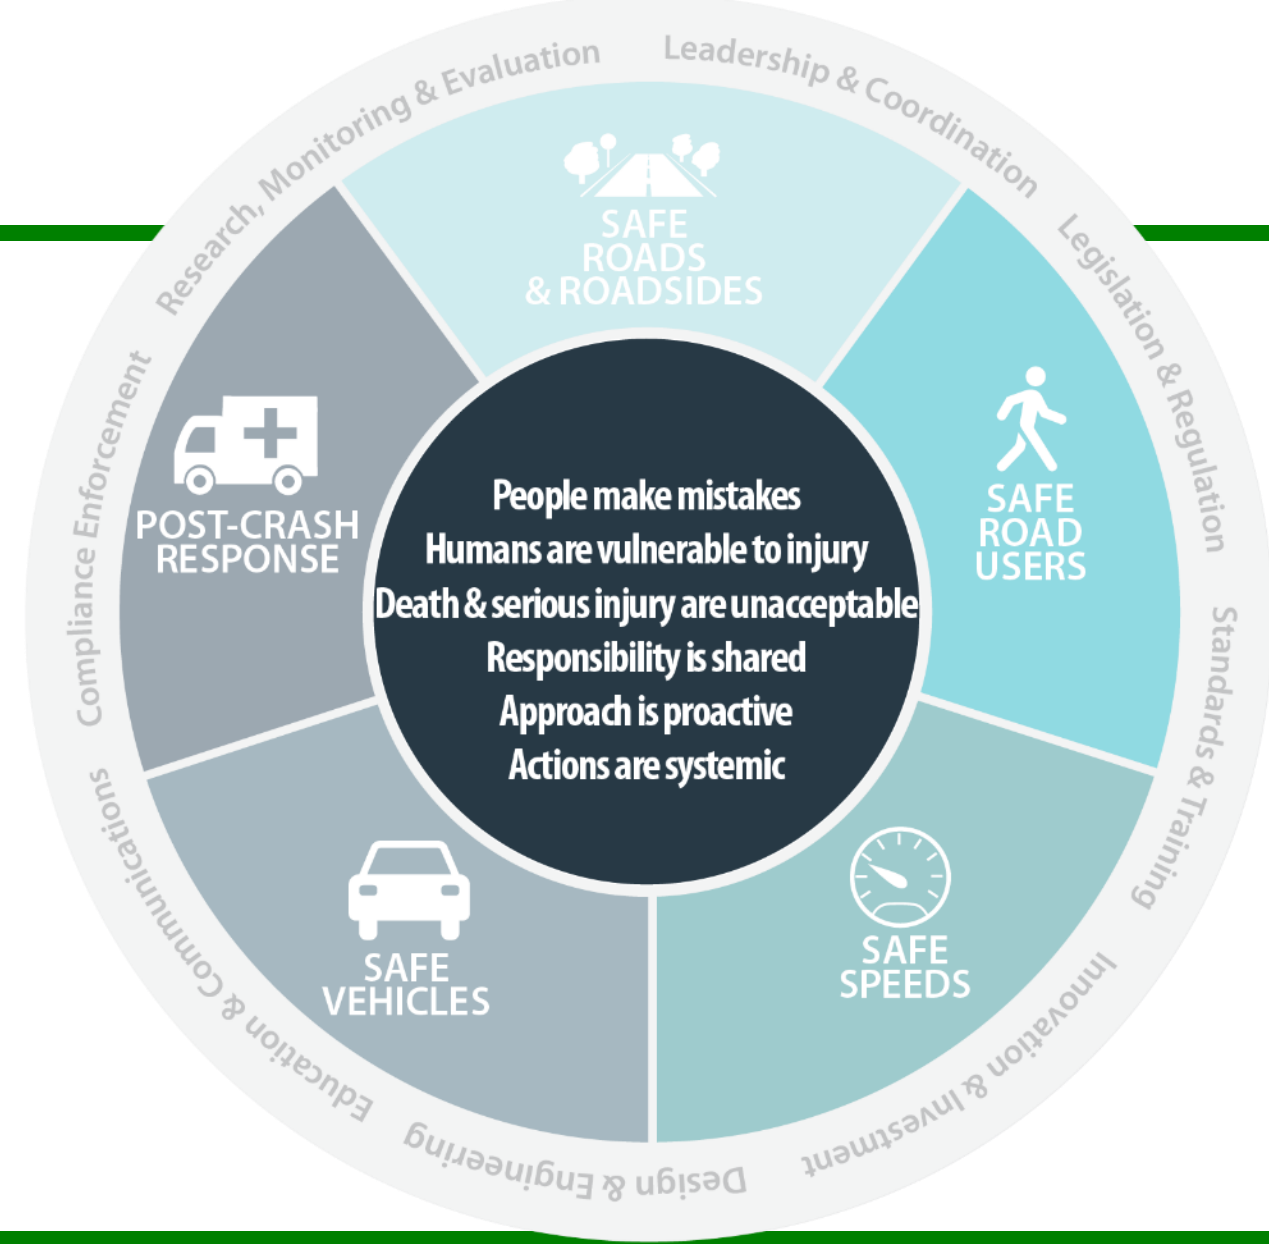 Research, Monitoring & Evaluation
Leadership & Coordination
Legislation & Regulation
Standards & Training
Innovation & Investment
Design & Engineering
Education & Communications
Compliance Enforcement
SAFE
ROADS
& ROADSIDES
SAFE
ROAD
USERS
SAFE
SPEEDS
SAFE
VEHICLES
POST-CRASH
RESPONSE
People make mistakes
Humans are vulnerable to injury
Death & serious injury are unacceptable
Responsibility is shared
Approach is proactive
Actions are systemic